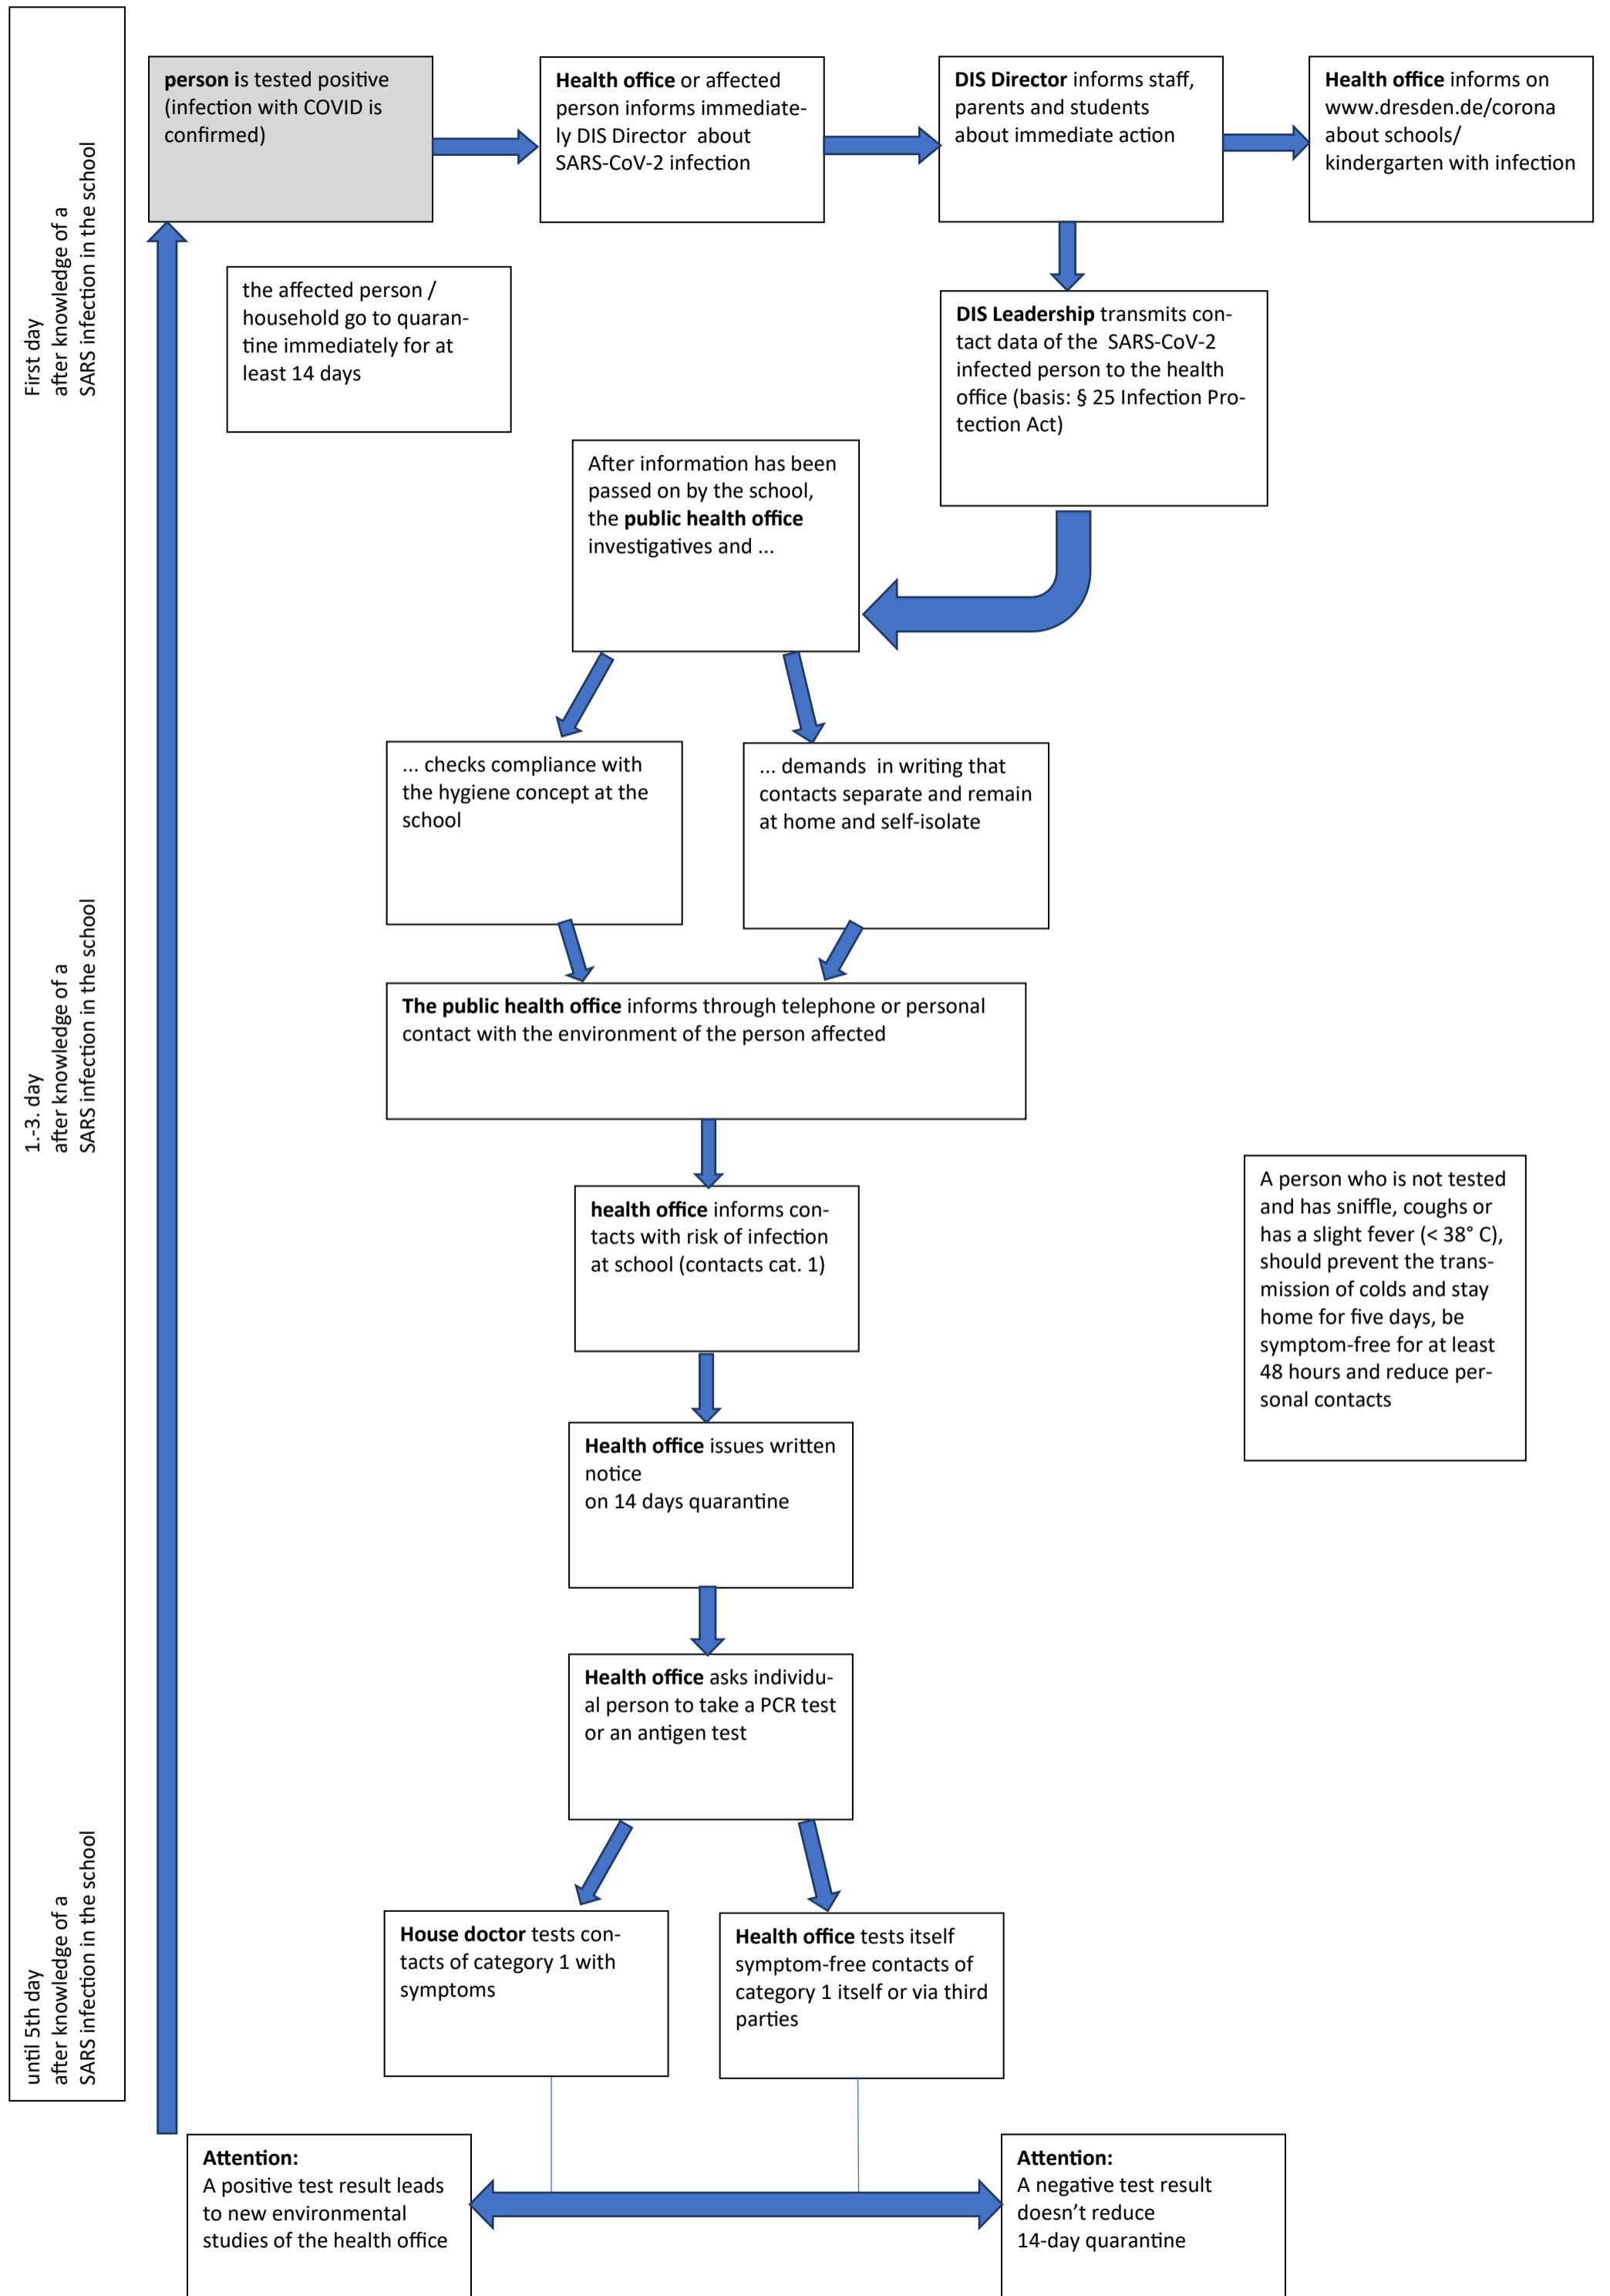 First day
after knowledge of a
SARS infection in the school
person is tested positive
(infection with COVID is
confirmed)
Health office or affected
person informs immediate-
ly DIS Director  about
SARS-CoV-2 infection
DIS Director informs staff,
parents and students
about immediate action
Health office informs on
www.dresden.de/corona
about schools/
kindergarten with infection
the affected person /
household go to quaran-
tine immediately for at
least 14 days
DIS Leadership transmits con-
tact data of the  SARS-CoV-2
infected person to the health
office (basis: § 25 Infection Pro-
tection Act)
After information has been
passed on by the school,
the public health office
investigatives and ...
1.-3. day
after knowledge of a
SARS infection in the school
... checks compliance with
the hygiene concept at the
school
... demands  in writing that
contacts separate and remain
at home and self-isolate
The public health office informs through telephone or personal
contact with the environment of the person affected
health office informs con-
tacts with risk of infection
at school (contacts cat. 1)
A person who is not tested
and has sniffle, coughs or
has a slight fever (< 38° C),
should prevent the trans-
mission of colds and stay
home for five days, be
symptom-free for at least
48 hours and reduce per-
sonal contacts
Health office issues written
notice
on 14 days quarantine
Health office asks individu-
al person to take a PCR test
or an antigen test
until 5th day
after knowledge of a
SARS infection in the school
House doctor tests con-
tacts of category 1 with
symptoms
Health office tests itself
symptom-free contacts of
category 1 itself or via third
parties
Attention:
A positive test result leads
to new environmental
studies of the health office
Attention:
A negative test result
doesn’t reduce
14-day quarantine